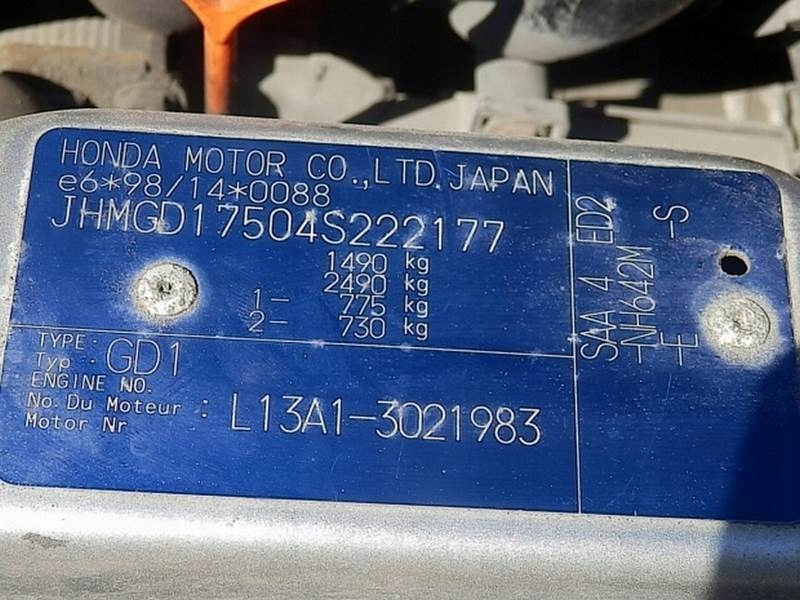 HONDA MOTOR CO.,LTD. JAPAN
e6*98/14*0088
JHMGD17504S222177
1490 kg
2490 kg
1- 775 kg
2- 730 kg
TYPE:
Typ : GD1
ENGINE NO.
No. Du Moteur : L13A1-3021983
Motor Nr
SAA 4 ED2
-NH642M -S
-E